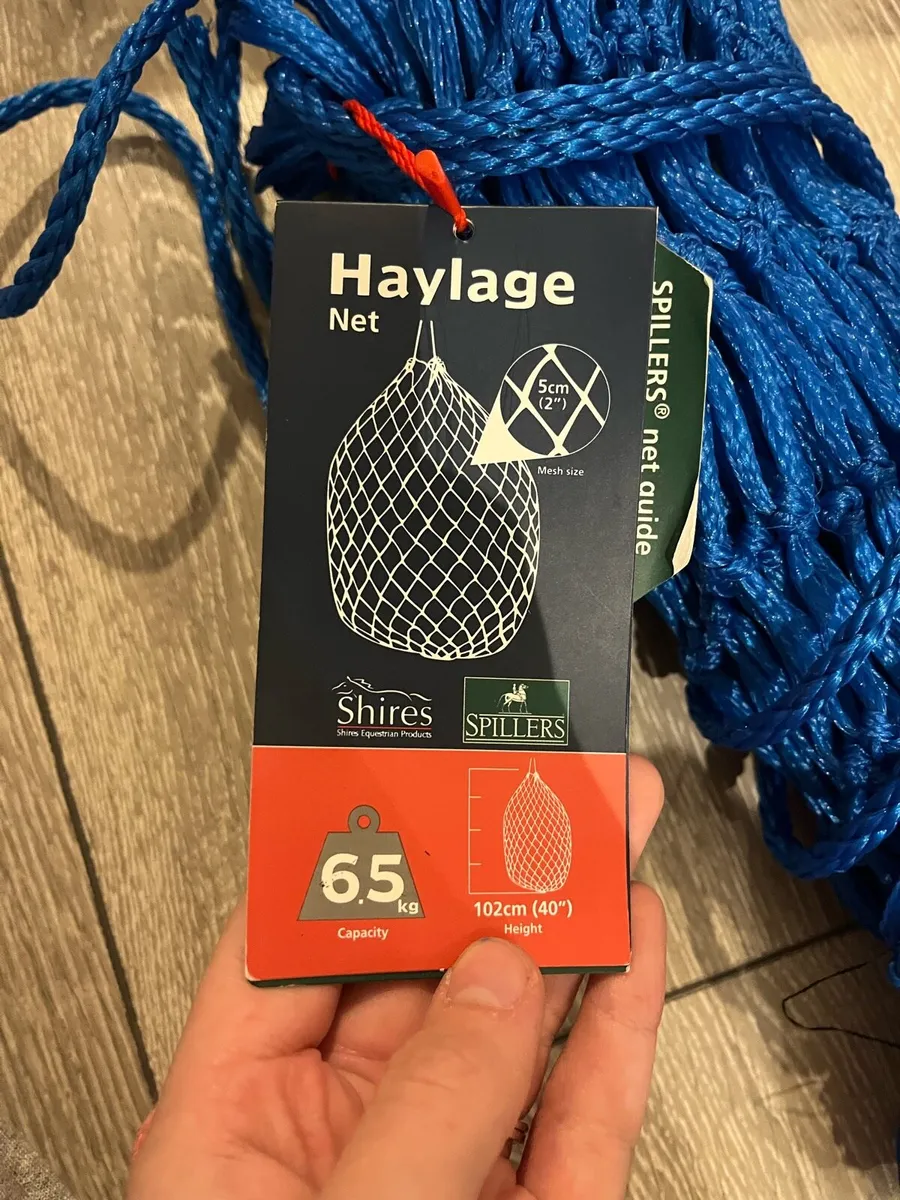 Haylage
Net
5cm
(2")
Mesh size
SPILLERS® net guide
Shires
Shires Equestrian Products
SPILLERS
6.5
kg
Capacity
102cm (40")
Height